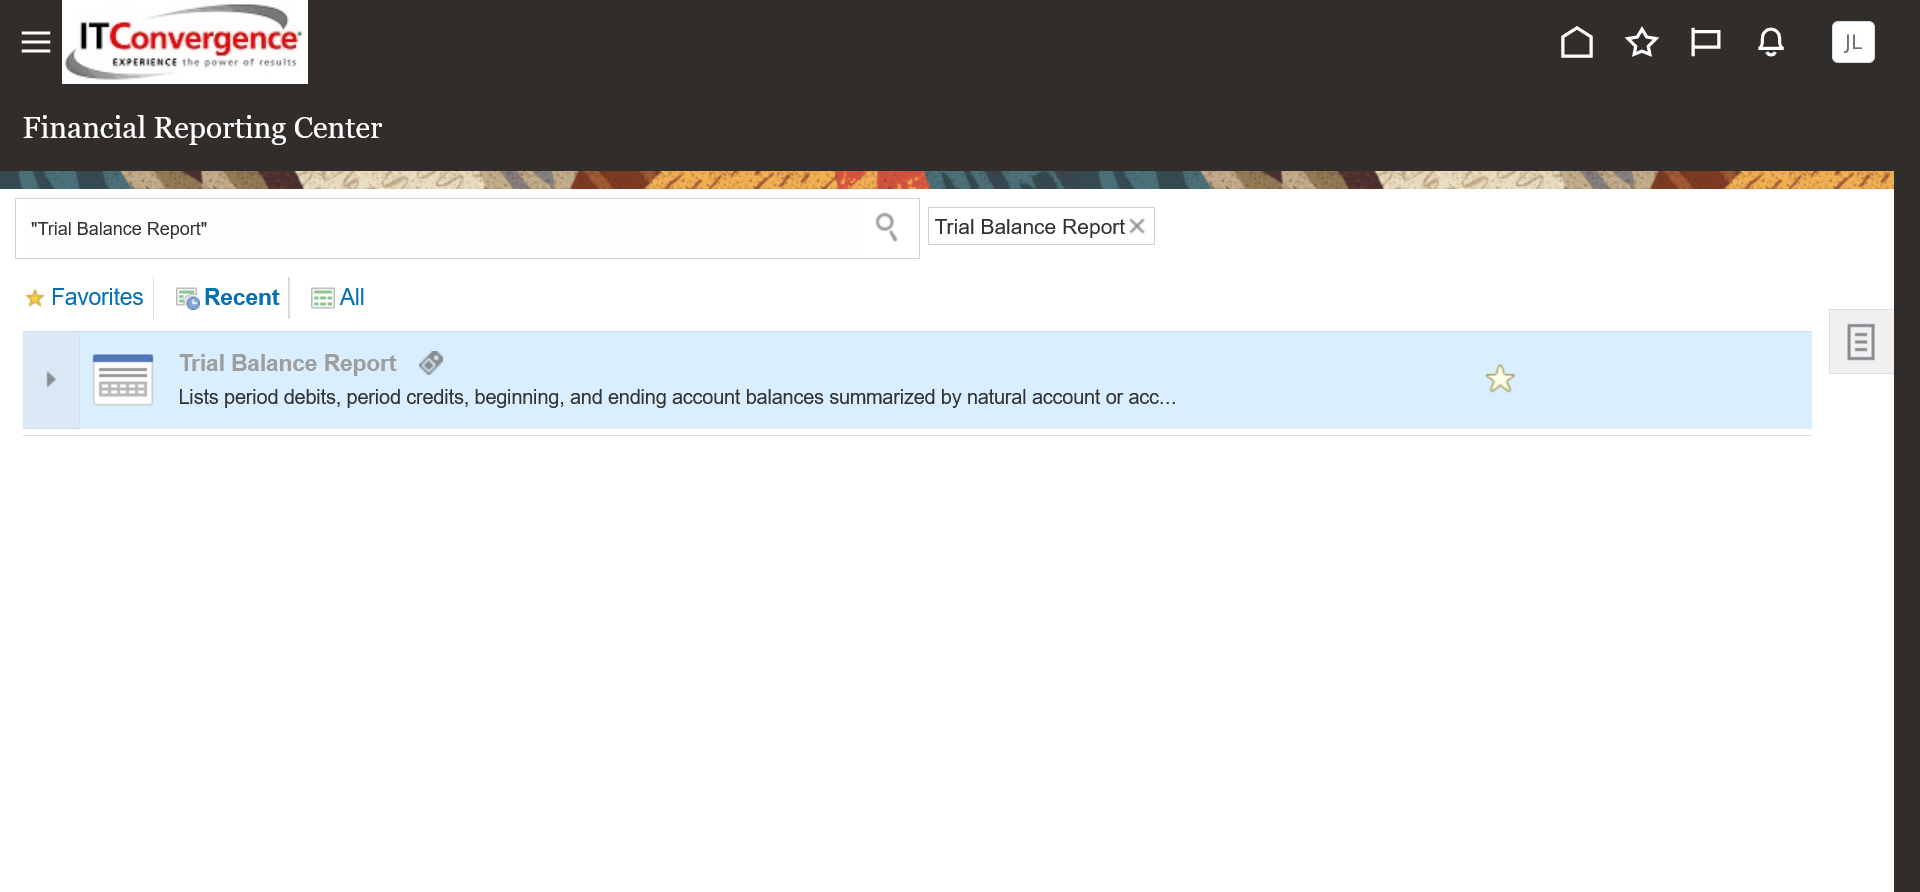 ITConvergence
EXPERIENCE the power of results
JL
Financial Reporting Center
"Trial Balance Report"
Trial Balance Report
Favorites
Recent
All
Trial Balance Report
Lists period debits, period credits, beginning, and ending account balances summarized by natural account or acc...